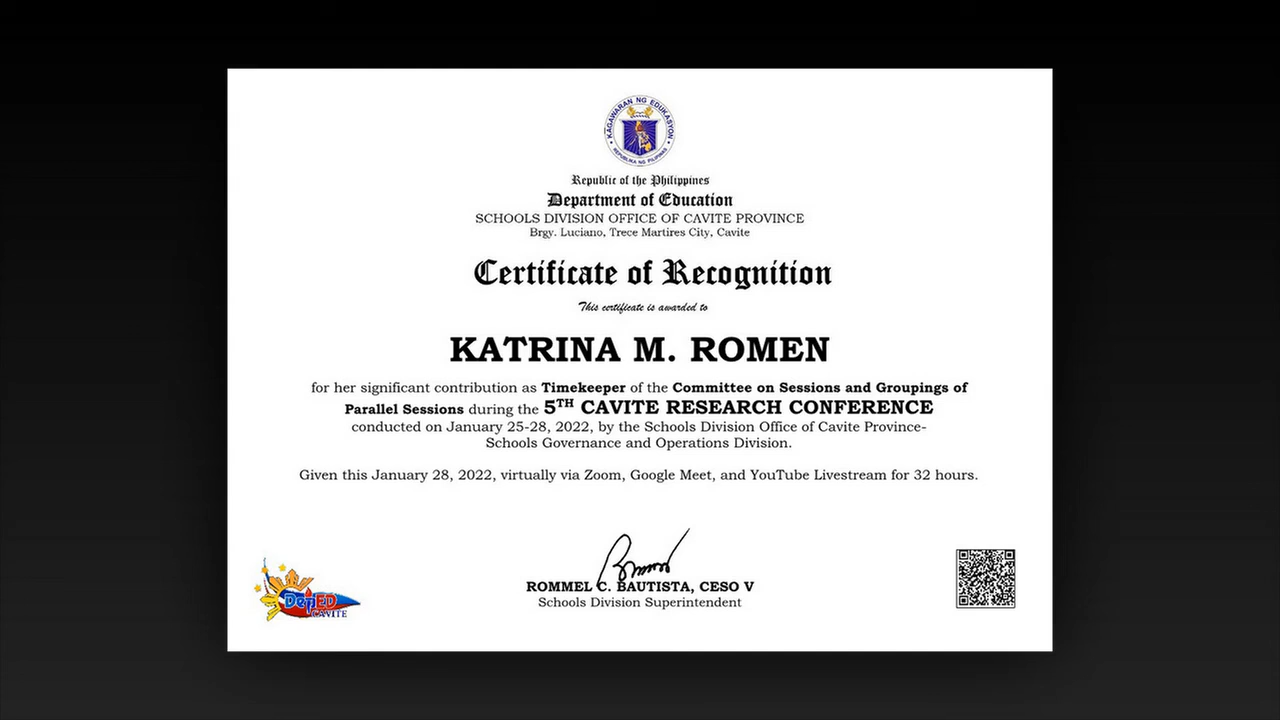 KAGAWARAN NG EDUKASYON
REPUBLIKA NG PILIPINAS
Republic of the Philippines
Department of Education
SCHOOLS DIVISION OFFICE OF CAVITE PROVINCE
Brgy. Luciano, Trece Martires City, Cavite
Certificate of Recognition
This certificate is awarded to
KATRINA M. ROMEN
for her significant contribution as Timekeeper of the Committee on Sessions and Groupings of
Parallel Sessions during the 5TH CAVITE RESEARCH CONFERENCE
conducted on January 25-28, 2022, by the Schools Division Office of Cavite Province-
Schools Governance and Operations Division.
Given this January 28, 2022, virtually via Zoom, Google Meet, and YouTube Livestream for 32 hours.
ROMMEL C. BAUTISTA, CESO V
Schools Division Superintendent
DepED
CAVITE